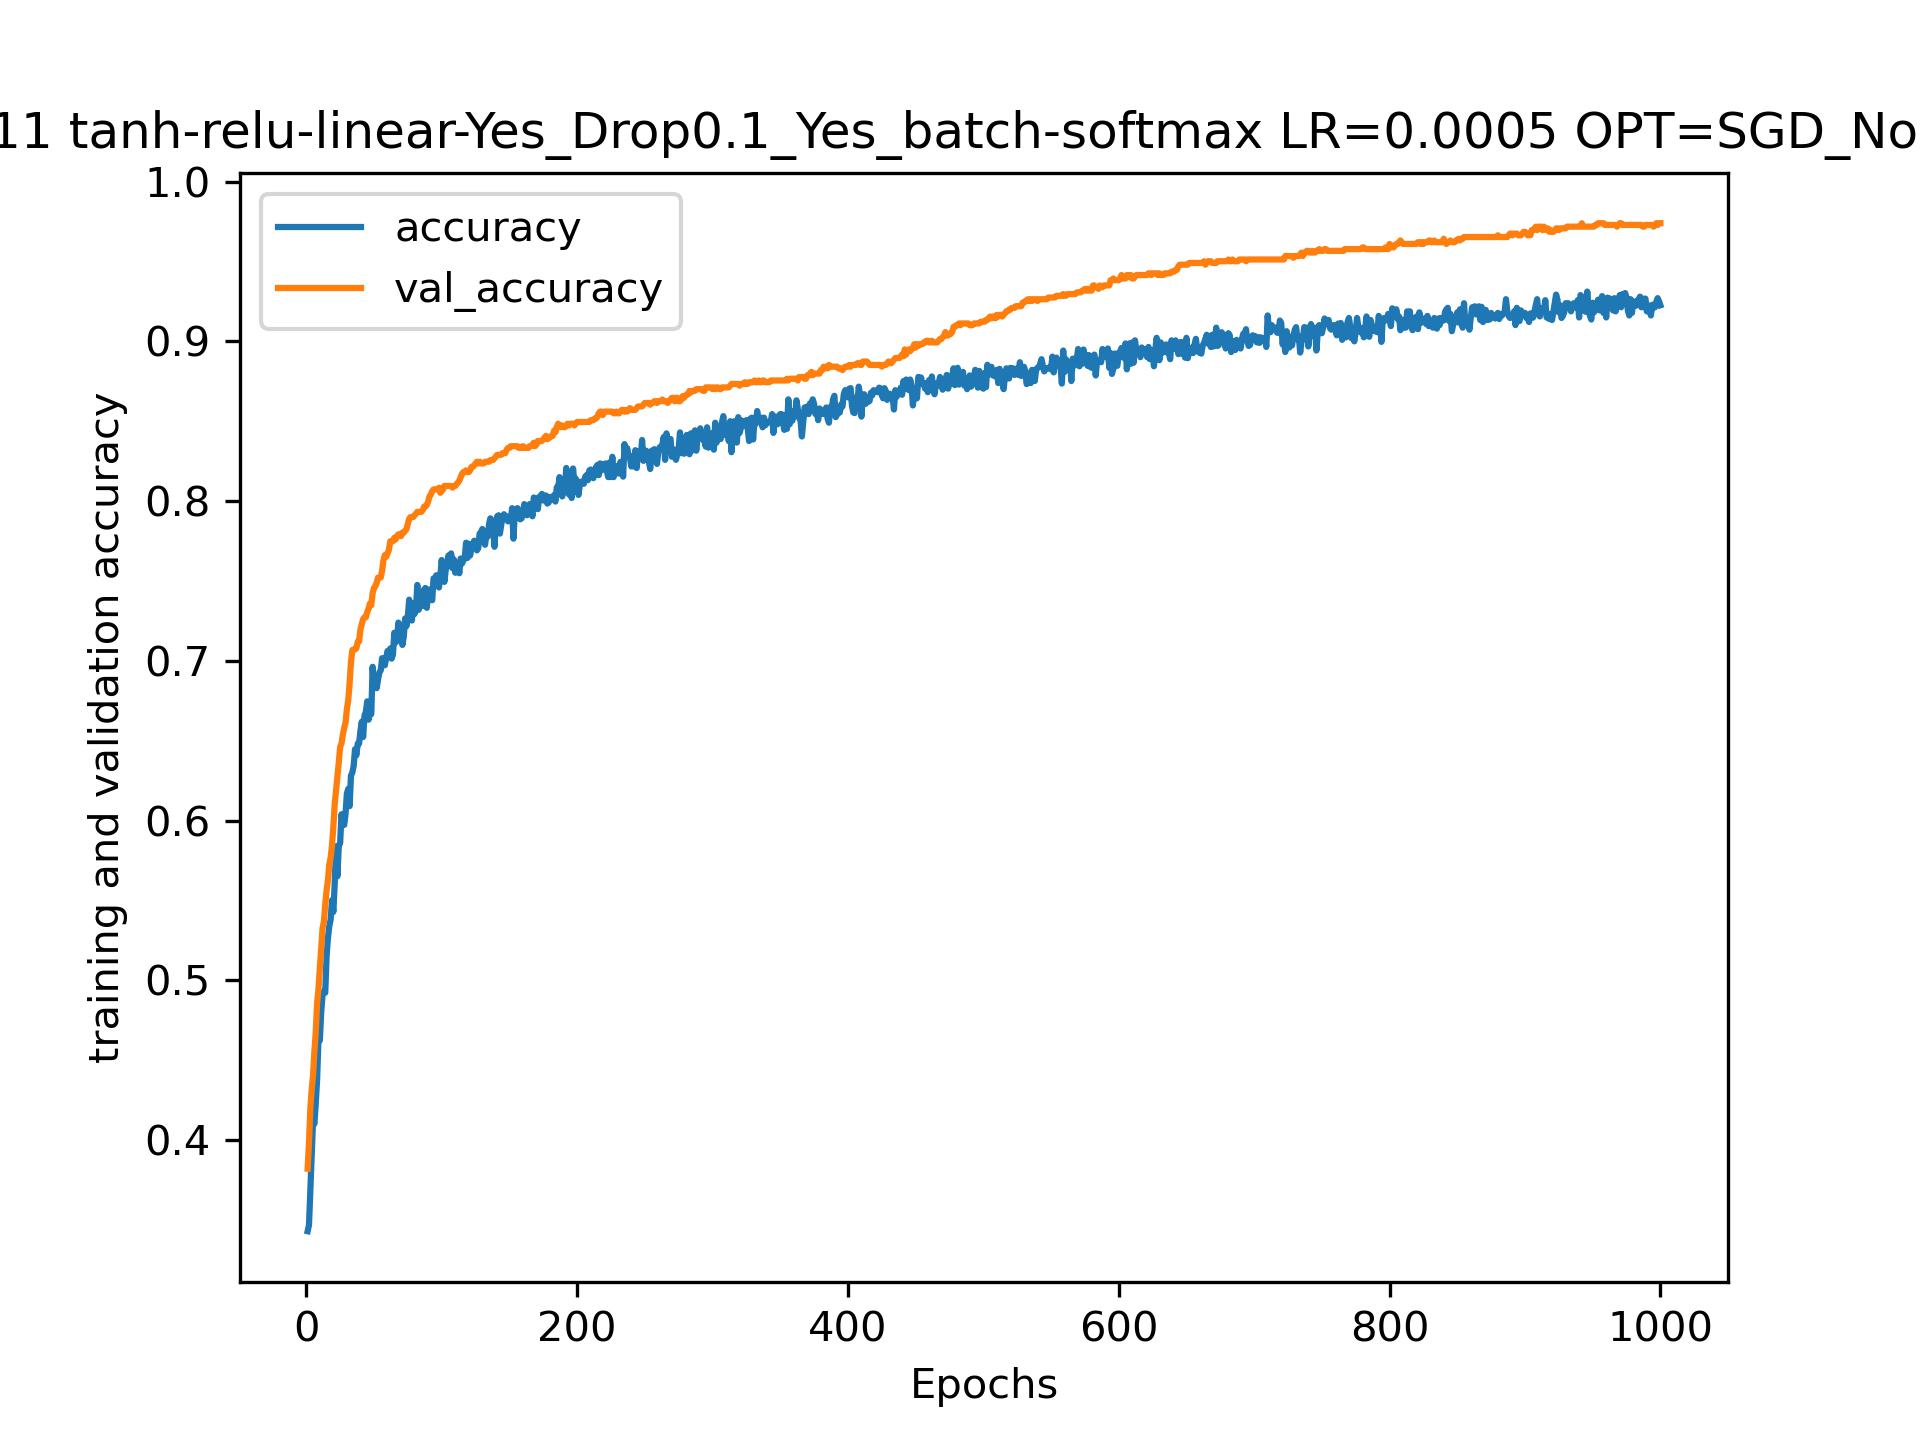 11 tanh-relu-linear-Yes_Drop0.1_Yes_batch-softmax LR=0.0005 OPT=SGD_No
accuracy
val_accuracy
training and validation accuracy
1.0
0.9
0.8
0.7
0.6
0.5
0.4
0 200 400 600 800 1000
Epochs